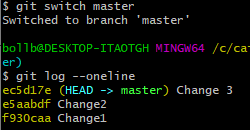 $ git switch master
Switched to branch 'master'
bollb@DESKTOP-ITAOTGH MINGW64 /c/ca
er)
$ git log --oneline
ec5d17e (HEAD -> master) Change 3
e5aabdf Change2
f930caa Change1